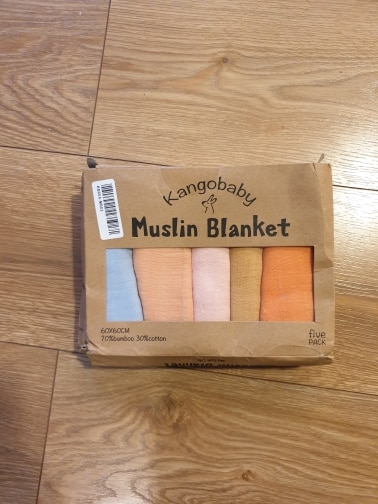 Kangobaby
Muslin Blanket
60X60CM
70%bamboo 30%cotton
five
PACK